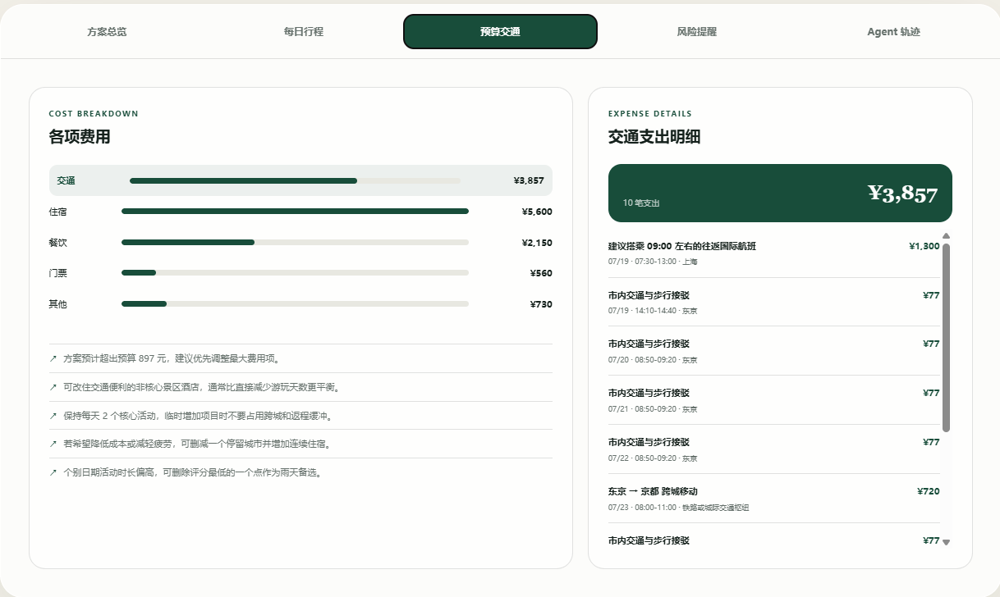 方案总览
每日行程
预算交通
风险提醒
Agent 轨迹
COST BREAKDOWN
各项费用
交通 ¥3,857
住宿 ¥5,600
餐饮 ¥2,150
门票 ¥560
其他 ¥730
↗ 方案预计超出预算 897 元，建议优先调整最大费用项。
↗ 可改住交通便利的非核心景区酒店，通常比直接减少游玩天数更平衡。
↗ 保持每天 2 个核心活动，临时增加项目时不要占用跨城和返程缓冲。
↗ 若希望降低成本或减轻疲劳，可删减一个停留城市并增加连续住宿。
↗ 个别日期活动时长偏高，可删除评分最低的一个点作为雨天备选。
EXPENSE DETAILS
交通支出明细
10 笔支出 ¥3,857
建议搭乘 09:00 左右的往返国际航班 ¥1,300
07/19 · 07:30-13:00 · 上海
市内交通与步行接驳 ¥77
07/19 · 14:10-14:40 · 东京
市内交通与步行接驳 ¥77
07/20 · 08:50-09:20 · 东京
市内交通与步行接驳 ¥77
07/21 · 08:50-09:20 · 东京
市内交通与步行接驳 ¥77
07/22 · 08:50-09:20 · 东京
东京 → 京都 跨城移动 ¥720
07/23 · 08:00-11:00 · 铁路或城际交通枢纽
市内交通与步行接驳 ¥77